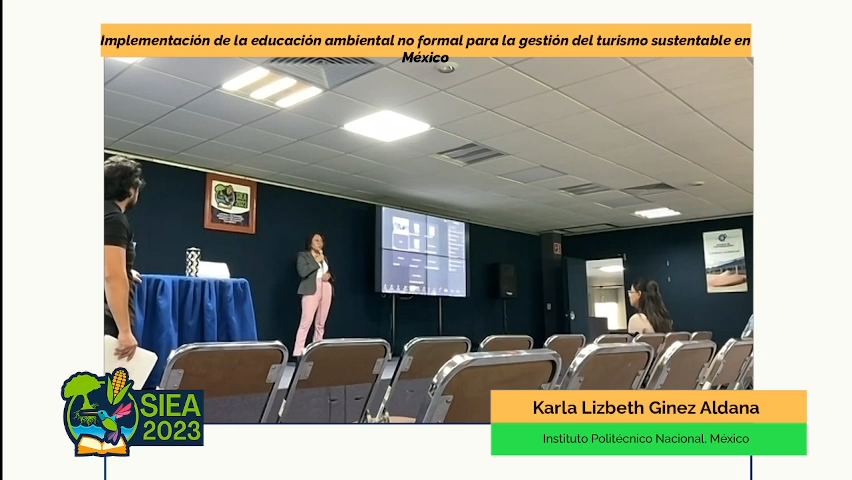 Implementación de la educación ambiental no formal para la gestión del turismo sustentable en
México
SIEA
2023
Karla Lizbeth Ginez Aldana
Instituto Politécnico Nacional, México